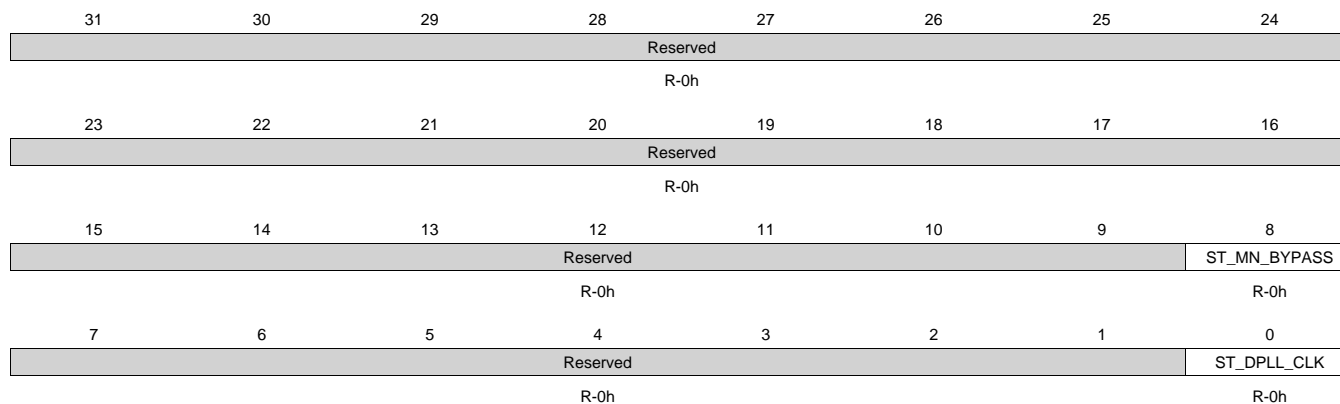 31 30 29 28 27 26 25 24
Reserved
R-0h
23 22 21 20 19 18 17 16
Reserved
R-0h
15 14 13 12 11 10 9 8
Reserved ST_MN_BYPASS
R-0h R-0h
7 6 5 4 3 2 1 0
Reserved ST_DPLL_CLK
R-0h R-0h